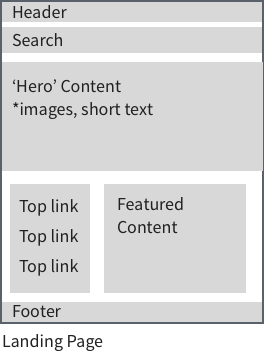 Header
Search
‘Hero’ Content
*images, short text
Top link
Top link
Top link
Featured
Content
Footer
Landing Page